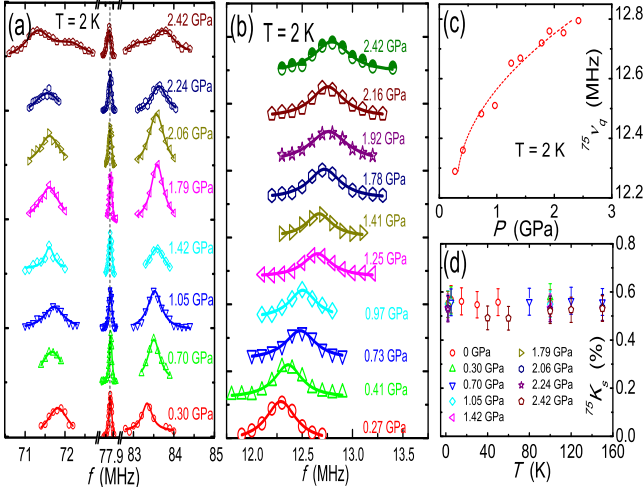 (a)
T = 2 K
2.42 GPa
2.24 GPa
2.06 GPa
1.79 GPa
1.42 GPa
1.05 GPa
0.70 GPa
0.30 GPa
71 72 77.9 83 84 85
f (MHz)
(b)
T = 2 K
2.42 GPa
2.16 GPa
1.92 GPa
1.78 GPa
1.41 GPa
1.25 GPa
0.97 GPa
0.73 GPa
0.41 GPa
0.27 GPa
12.0 12.5 13.0 13.5
f (MHz)
(c)
T = 2 K
12.8
12.4
12.2
⁷⁵νq (MHz)
0 1 2 3
P (GPa)
(d)
0 GPa
0.30 GPa
0.70 GPa
1.05 GPa
1.42 GPa
1.79 GPa
2.06 GPa
2.24 GPa
2.42 GPa
0.8
0.6
0.4
0.2
0.0
⁷⁵Ks (%)
0 40 80 120 160
T (K)